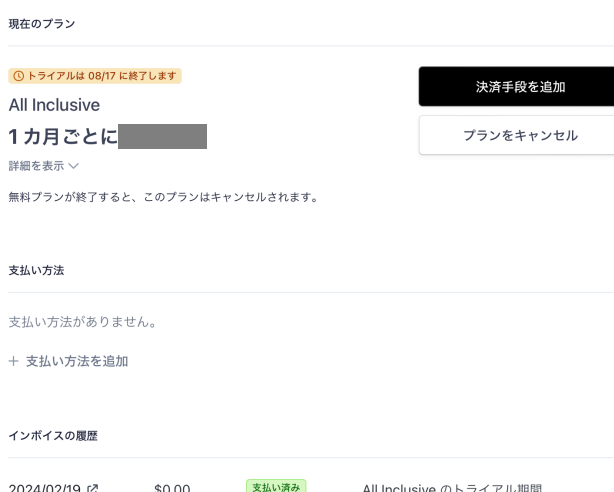 現在のプラン
トライアルは 08/17 に終了します
決済手段を追加
All Inclusive
1 カ月ごとに
プランをキャンセル
詳細を表示
無料プランが終了すると、このプランはキャンセルされます。
支払い方法
支払い方法がありません。
+ 支払い方法を追加
インボイスの履歴
2024/02/19 $0.00 支払い済み All Inclusive のトライアル期間